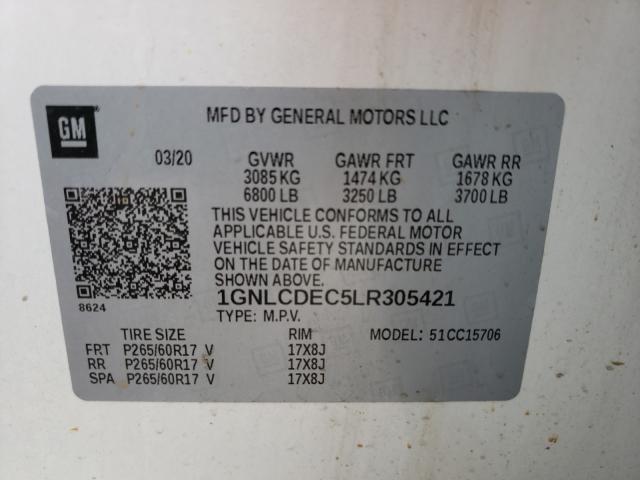 GM
MFD BY GENERAL MOTORS LLC
03/20 GVWR GAWR FRT GAWR RR
3085 KG 1474 KG 1678 KG
6800 LB 3250 LB 3700 LB
THIS VEHICLE CONFORMS TO ALL
APPLICABLE U.S. FEDERAL MOTOR
VEHICLE SAFETY STANDARDS IN EFFECT
ON THE DATE OF MANUFACTURE
SHOWN ABOVE.
8624
1GNLCDEC5LR305421
TYPE: M.P.V.
TIRE SIZE RIM MODEL: 51CC15706
FRT P265/60R17 V 17X8J
RR P265/60R17 V 17X8J
SPA P265/60R17 V 17X8J